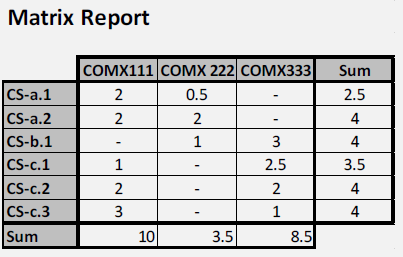 Matrix Report
COMX111 COMX 222 COMX333 Sum
CS-a.1 2 0.5 - 2.5
CS-a.2 2 2 - 4
CS-b.1 - 1 3 4
CS-c.1 1 - 2.5 3.5
CS-c.2 2 - 2 4
CS-c.3 3 - 1 4
Sum 10 3.5 8.5